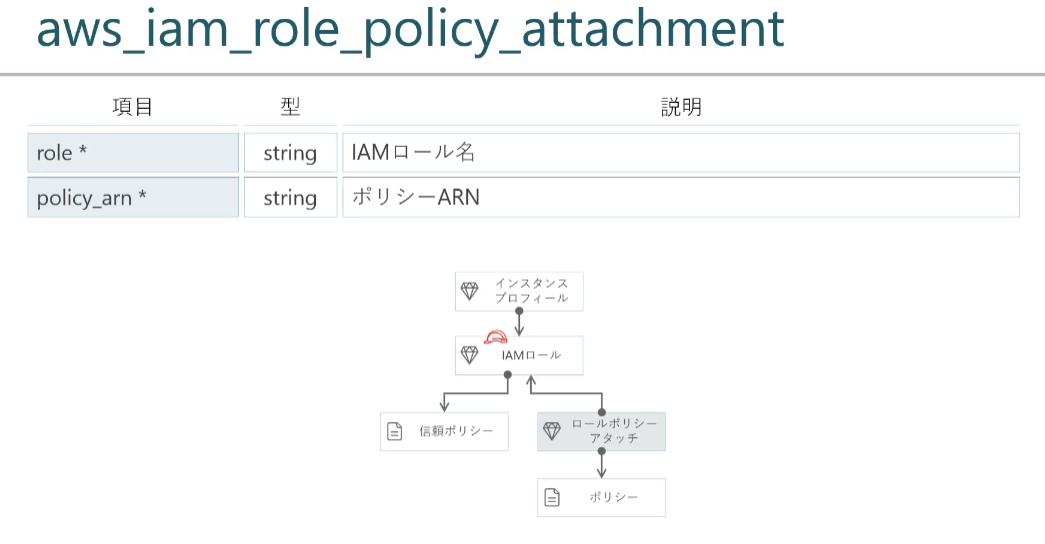 aws_iam_role_policy_attachment
項目 型 説明
role * string IAMロール名
policy_arn * string ポリシーARN
インスタンス
プロフィール
IAMロール
信頼ポリシー
ロールポリシー
アタッチ
ポリシー